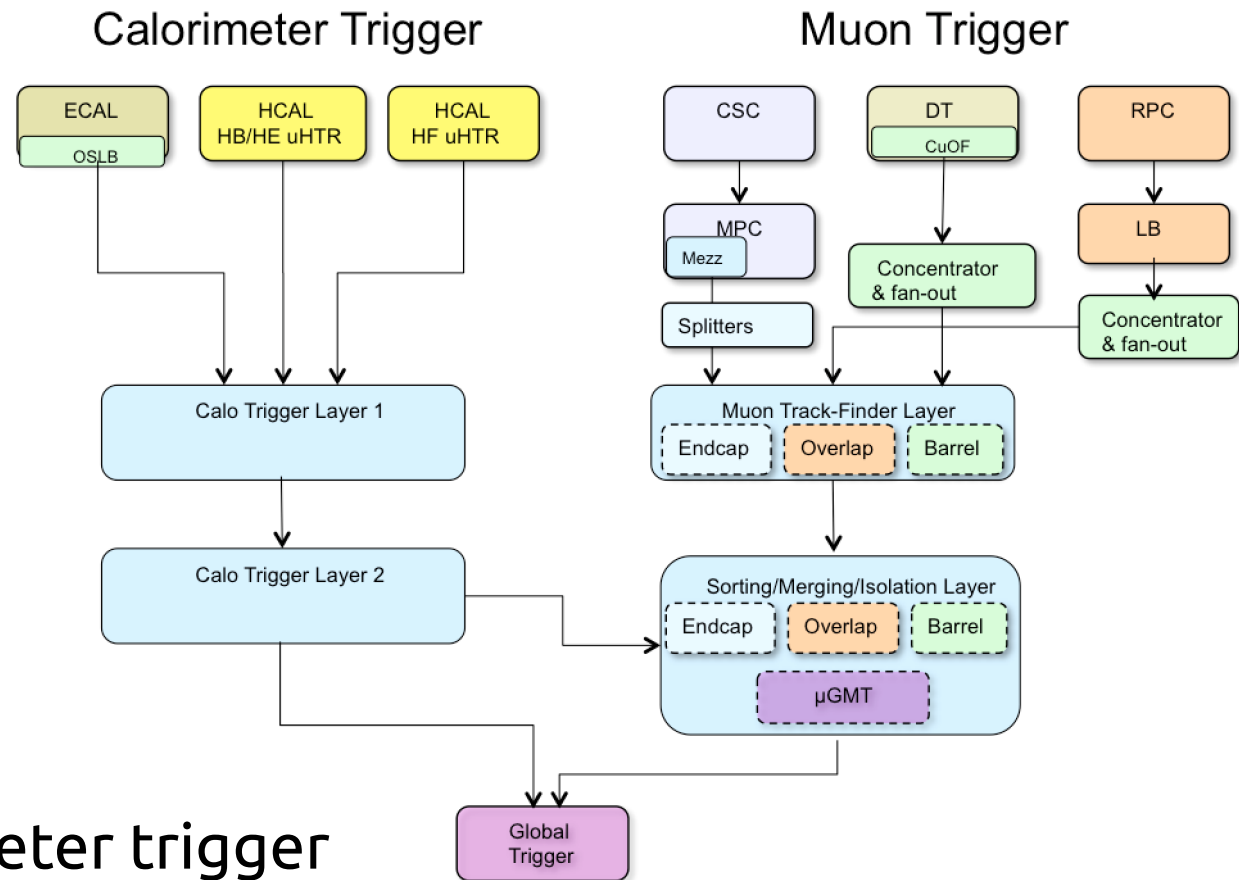 Calorimeter Trigger
Muon Trigger
ECAL
OSLB
HCAL
HB/HE uHTR
HCAL
HF uHTR
CSC
DT
CuOF
RPC
MPC
Mezz
LB
Concentrator
& fan-out
Splitters
Concentrator
& fan-out
Calo Trigger Layer 1
Muon Track-Finder Layer
Endcap
Overlap
Barrel
Calo Trigger Layer 2
Sorting/Merging/Isolation Layer
Endcap
Overlap
Barrel
µGMT
Global
Trigger
eter trigger